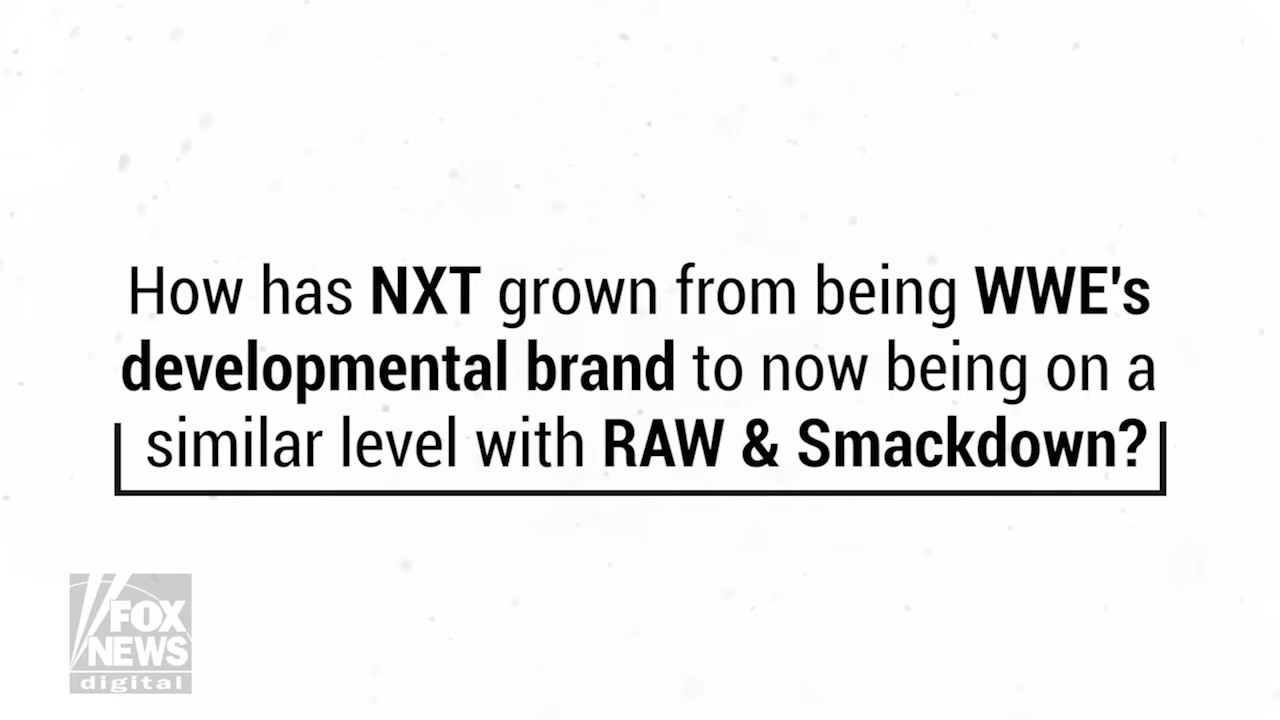 How has NXT grown from being WWE's
developmental brand to now being on a
similar level with RAW & Smackdown?
FOX
NEWS
digital